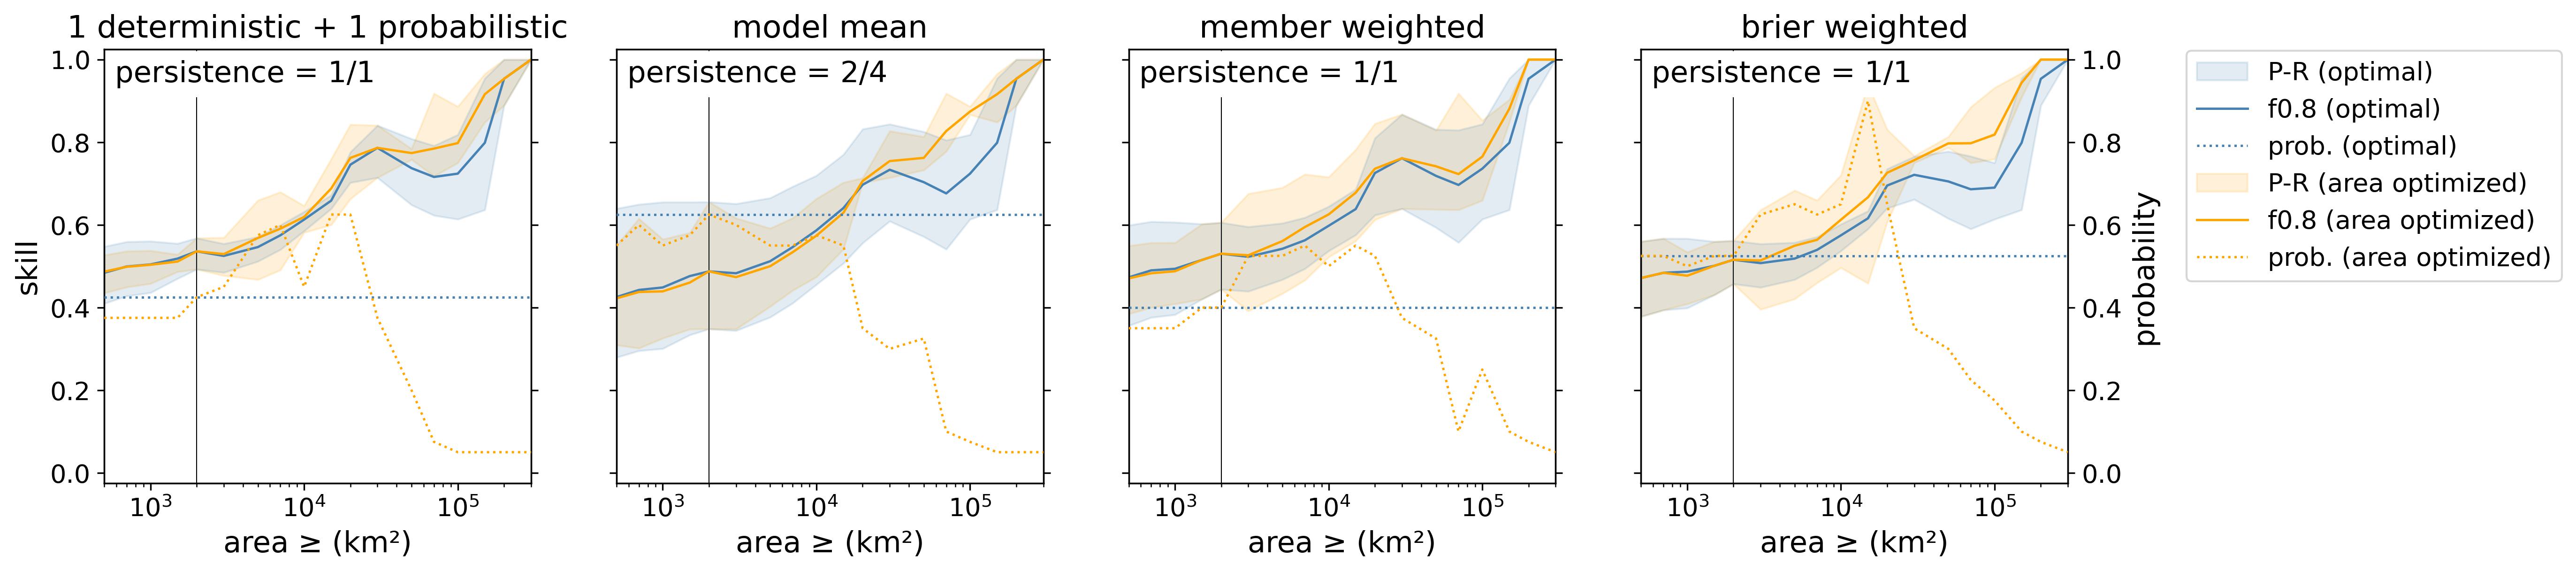 1 deterministic + 1 probabilistic
model mean
member weighted
brier weighted
persistence = 1/1
persistence = 2/4
persistence = 1/1
persistence = 1/1
skill
1.0
0.8
0.6
0.4
0.2
0.0
10³
10⁴
10⁵
area ≥ (km²)
10³
10⁴
10⁵
area ≥ (km²)
10³
10⁴
10⁵
area ≥ (km²)
10³
10⁴
10⁵
area ≥ (km²)
1.0
0.8
0.6
0.4
0.2
0.0
probability
P-R (optimal)
f0.8 (optimal)
prob. (optimal)
P-R (area optimized)
f0.8 (area optimized)
prob. (area optimized)